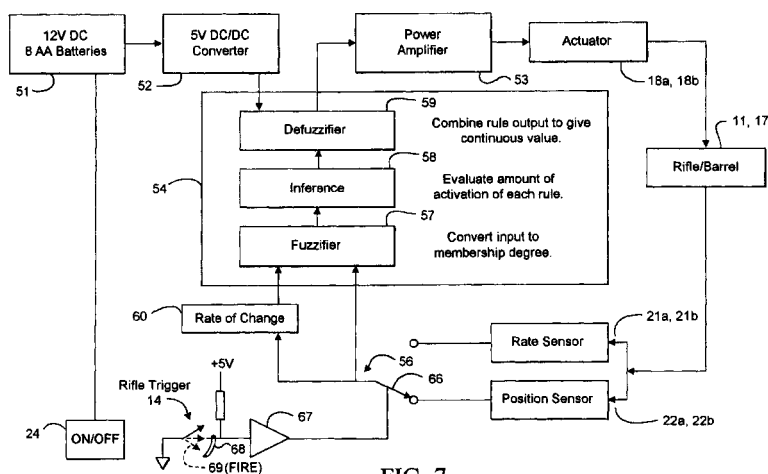 12V DC
8 AA Batteries
51
5V DC/DC
Converter
52
Power
Amplifier
53
Actuator
18a, 18b
11, 17
Rifle/Barrel
54
59
Defuzzifier
Combine rule output to give
continuous value.
58
Inference
Evaluate amount of
activation of each rule.
57
Fuzzifier
Convert input to
membership degree.
60
Rate of Change
21a, 21b
Rate Sensor
56
66
Position Sensor
22a, 22b
+5V
Rifle Trigger
14
67
68
69 (FIRE)
24
ON/OFF
FIG. 7